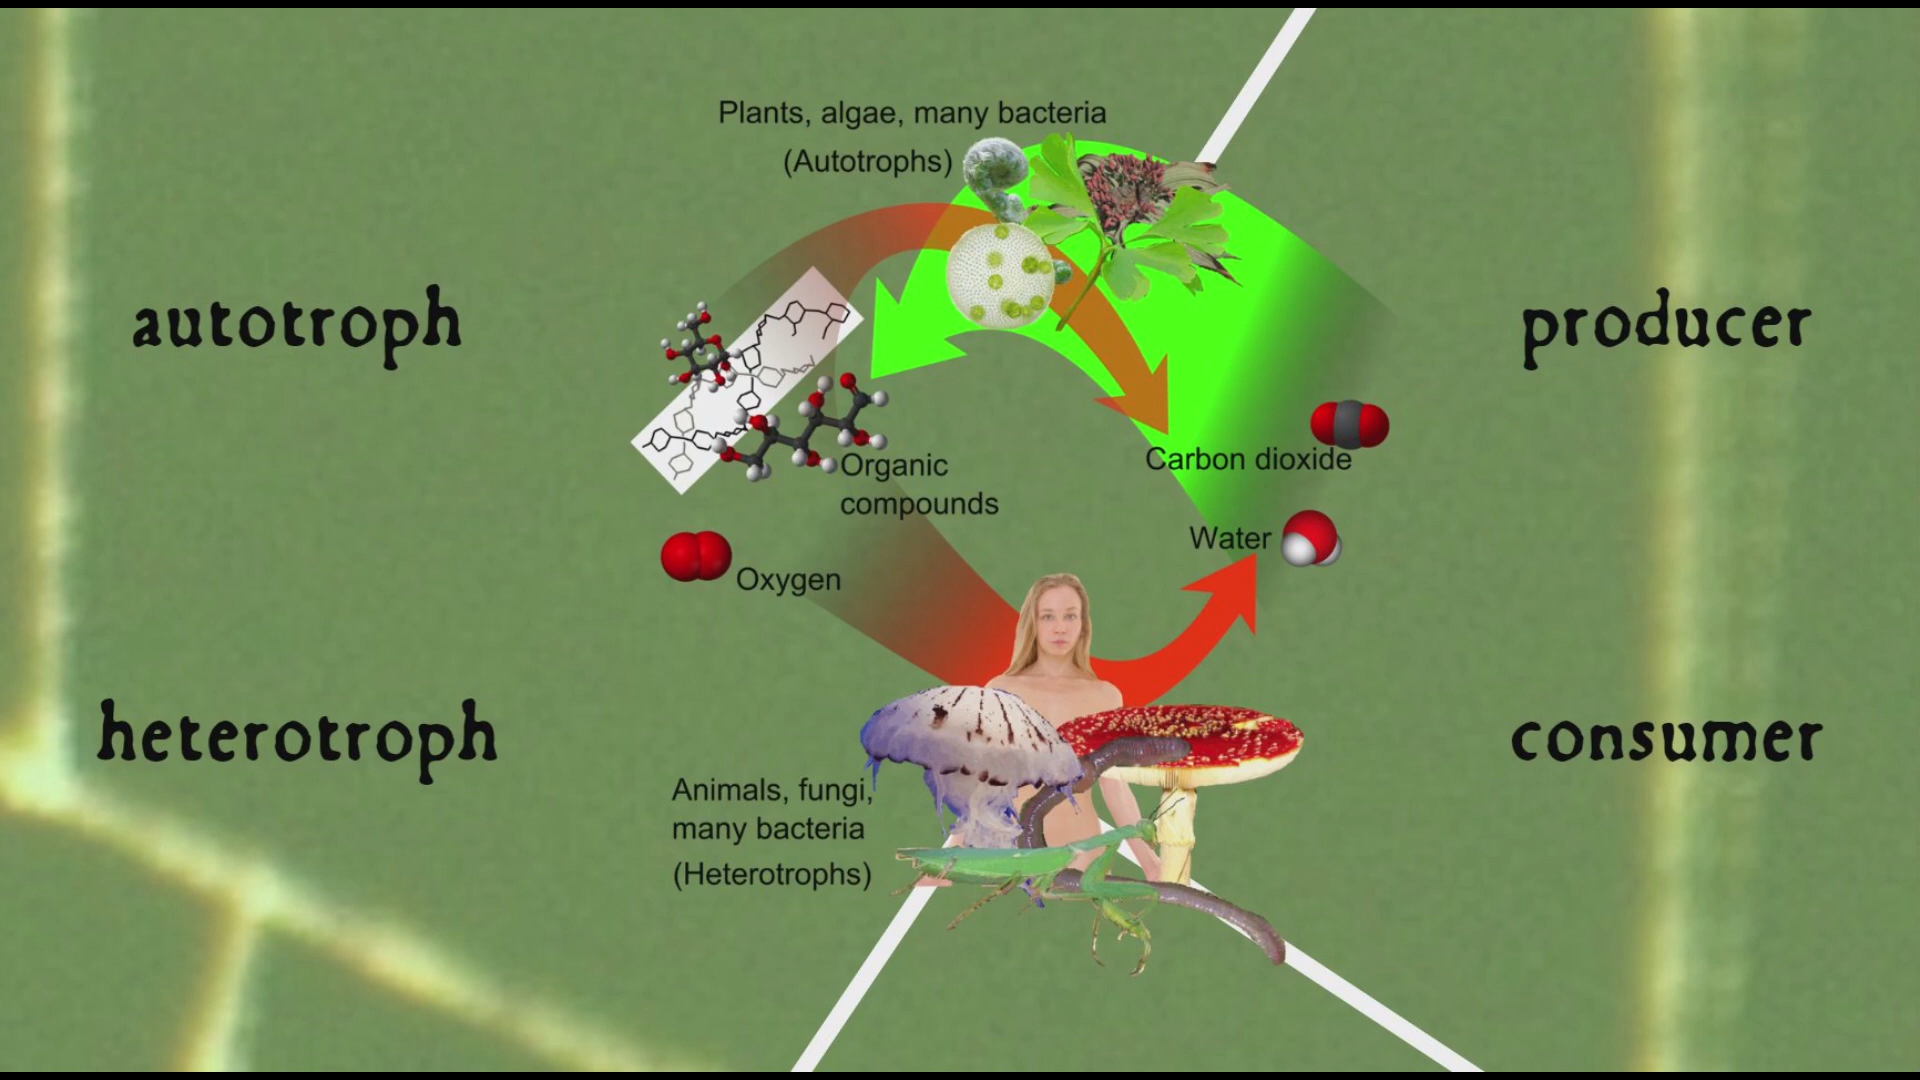 Plants, algae, many bacteria
(Autotrophs)
autotroph
producer
Organic
compounds
Carbon dioxide
Water
Oxygen
heterotroph
consumer
Animals, fungi,
many bacteria
(Heterotrophs)